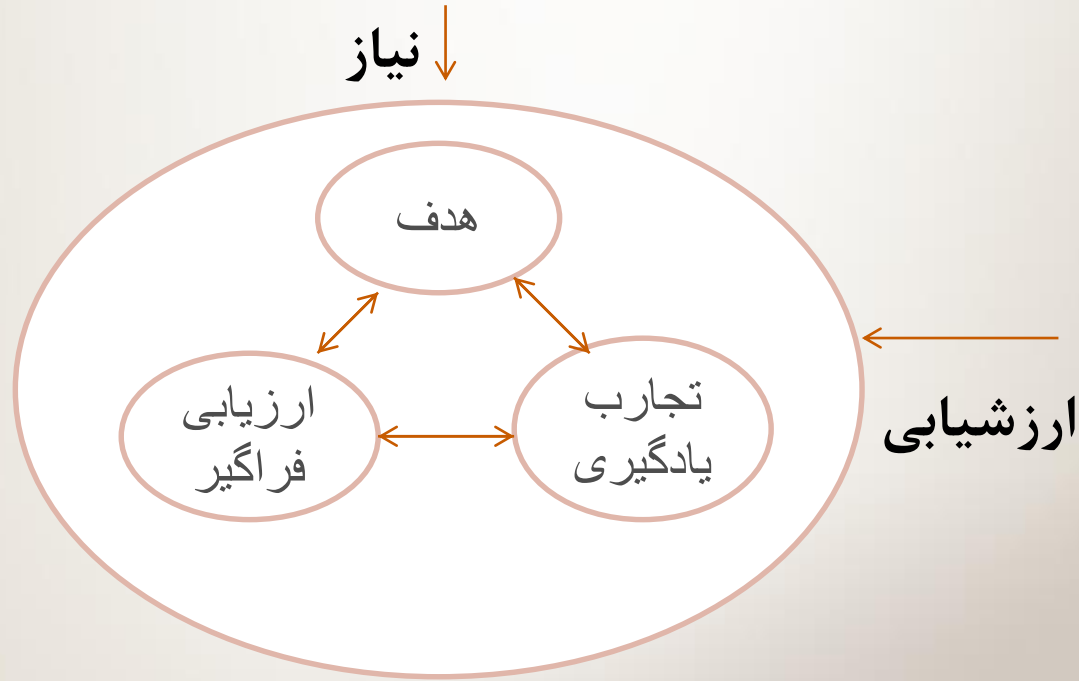 نیاز
هدف
تجارب
یادگیری
ارزیابی
فراگیر
ارزشیابی